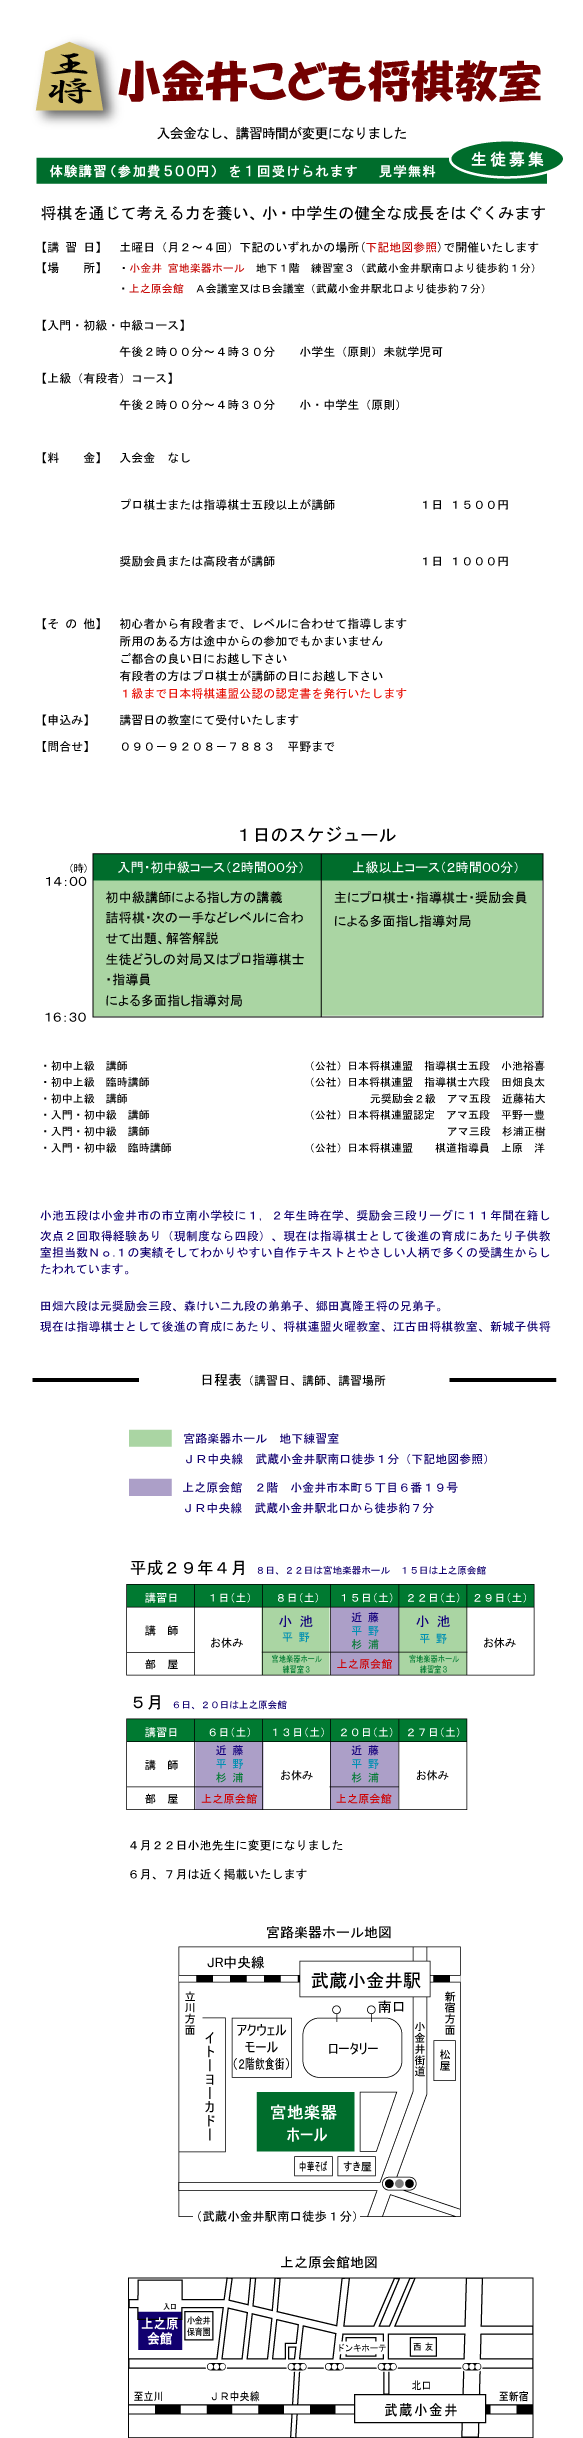 王将
小金井こども将棋教室
入会金なし、講習時間が変更になりました
体験講習(参加費５００円) を１回受けられます 見学無料
生徒募集
将棋を通じて考える力を養い、小・中学生の健全な成長をはぐくみます
【講 習 日】 土曜日（月２～４回）下記のいずれかの場所(下記地図参照)で開催いたします
【場　　所】 ・小金井 宮地楽器ホール　地下１階　練習室３（武蔵小金井駅南口より徒歩約１分）
・上之原会館　Ａ会議室又はＢ会議室（武蔵小金井駅北口より徒歩約７分）
【入門・初級・中級コース】
午後２時００分～４時３０分　　小学生（原則）未就学児可
【上級（有段者）コース】
午後２時００分～４時３０分　　小・中学生（原則）
【料　　金】 入会金　なし
プロ棋士または指導棋士五段以上が講師 １日 １５００円
奨励会員または高段者が講師 １日 １０００円
【そ の 他】 初心者から有段者まで、レベルに合わせて指導します
所用のある方は途中からの参加でもかまいません
ご都合の良い日にお越し下さい
有段者の方はプロ棋士が講師の日にお越し下さい
１級まで日本将棋連盟公認の認定書を発行いたします
【申込み】 講習日の教室にて受付いたします
【問合せ】 ０９０－９２０８－７８８３　平野まで
１日のスケジュール
(時) 入門・初中級コース(２時間００分) 上級以上コース(２時間００分)
14:00
初中級講師による指し方の講義
詰将棋・次の一手などレベルに合わ
せて出題、解答解説
生徒どうしの対局又はプロ指導棋士
・指導員
による多面指し指導対局
主にプロ棋士・指導棋士・奨励会員
による多面指し指導対局
16:30
・初中上級　講師 （公社）日本将棋連盟　指導棋士五段　小池裕喜
・初中上級　臨時講師 （公社）日本将棋連盟　指導棋士六段　田畑良太
・初中上級　講師 元奨励会２級　アマ五段　近藤祐大
・入門・初中級　講師 （公社）日本将棋連盟認定　アマ五段　平野一豊
・入門・初中級　講師 アマ三段　杉浦正樹
・入門・初中級　臨時講師 （公社）日本将棋連盟　　棋道指導員　上原　洋
小池五段は小金井市の市立南小学校に１．２年生時在学、奨励会三段リーグに１１年間在籍し
次点２回取得経験あり（現制度なら四段）、現在は指導棋士として後進の育成にあたり子供教
室担当数Ｎｏ.１の実績そしてわかりやすい自作テキストとやさしい人柄で多くの受講生からし
たわれています。
田畑六段は元奨励会三段、森けい二九段の弟弟子、郷田真隆王将の兄弟子。
現在は指導棋士として後進の育成にあたり、将棋連盟火曜教室、江古田将棋教室、新城子供将
日程表（講習日、講師、講習場所
宮路楽器ホール　地下練習室
ＪＲ中央線　武蔵小金井駅南口徒歩１分（下記地図参照）
上之原会館　２階　小金井市本町５丁目６番１９号
ＪＲ中央線　武蔵小金井駅北口から徒歩約７分
平成２９年４月 ８日、２２日は宮地楽器ホール　１５日は上之原会館
講習日 １日(土) ８日(土) １５日(土) ２２日(土) ２９日(土)
講　師 お休み 小 池 平 野 近 藤 平 野 杉 浦 小 池 平 野 お休み
部　屋 宮地楽器ホール 練習室３ 上之原会館 宮地楽器ホール 練習室３
５月 ６日、２０日は上之原会館
講習日 ６日(土) １３日(土) ２０日(土) ２７日(土)
講　師 近 藤 平 野 杉 浦 お休み 近 藤 平 野 杉 浦 お休み
部　屋 上之原会館 上之原会館
４月２２日小池先生に変更になりました
６月、７月は近く掲載いたします
宮路楽器ホール地図
JR中央線
武蔵小金井駅
立川方面
新宿方面
南口
イトーヨーカドー
アクウェル
モール
(２階飲食街)
ロータリー
小金井街道
松屋
宮地楽器
ホール
中華そば
すき屋
（武蔵小金井駅南口徒歩１分）
上之原会館地図
入口
上之原
会館
小金井
保育園
ドンキホーテ
西 友
北口
至立川
ＪＲ中央線
武蔵小金井
至新宿